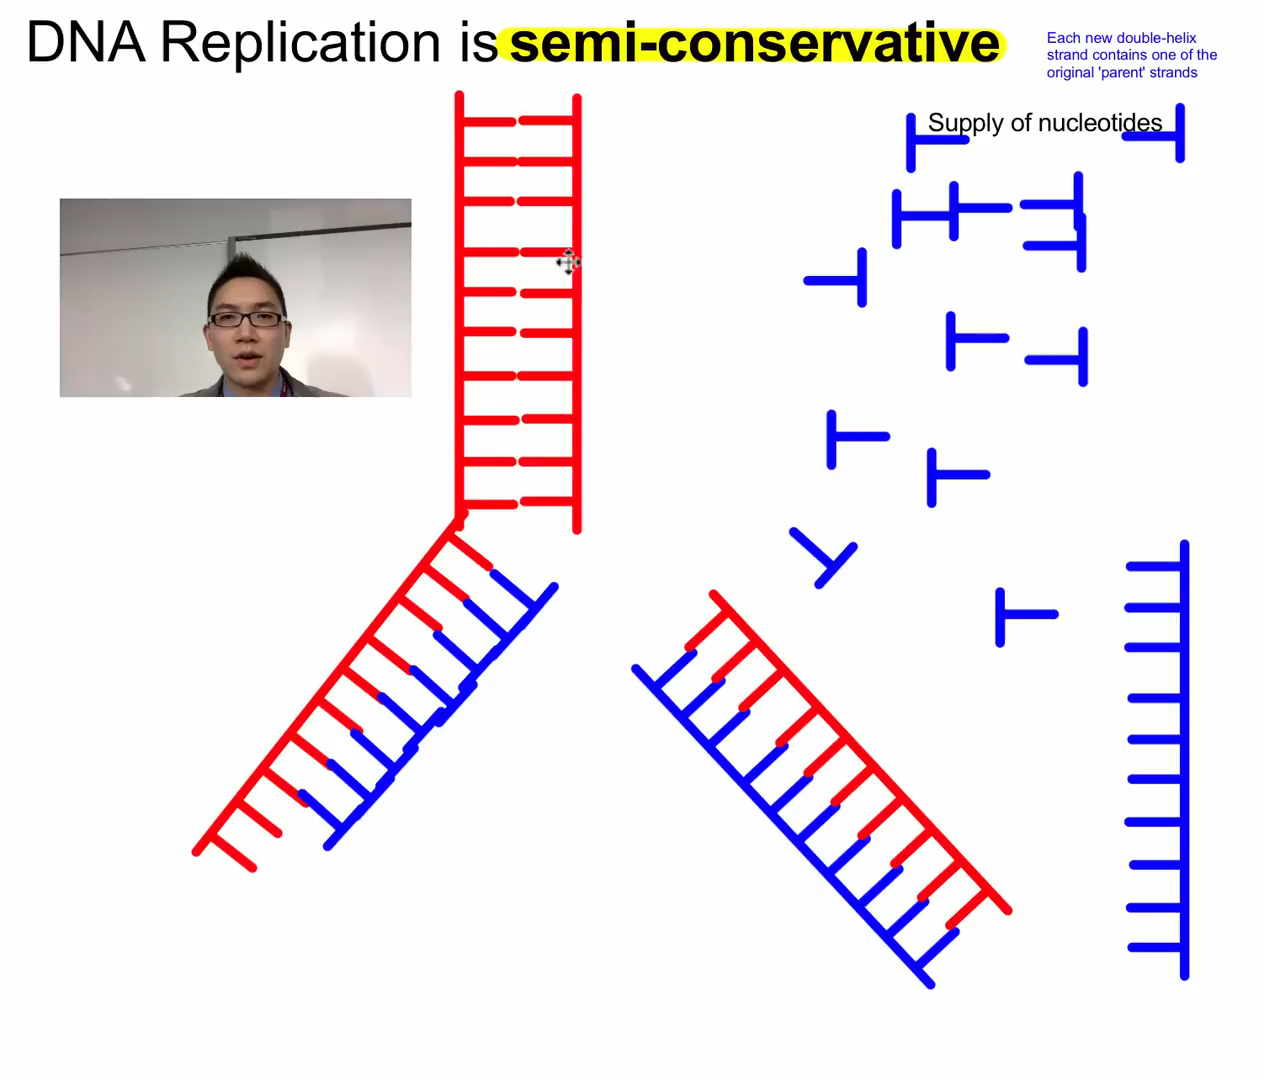 DNA Replication is semi-conservative
Each new double-helix
strand contains one of the
original 'parent' strands
Supply of nucleotides